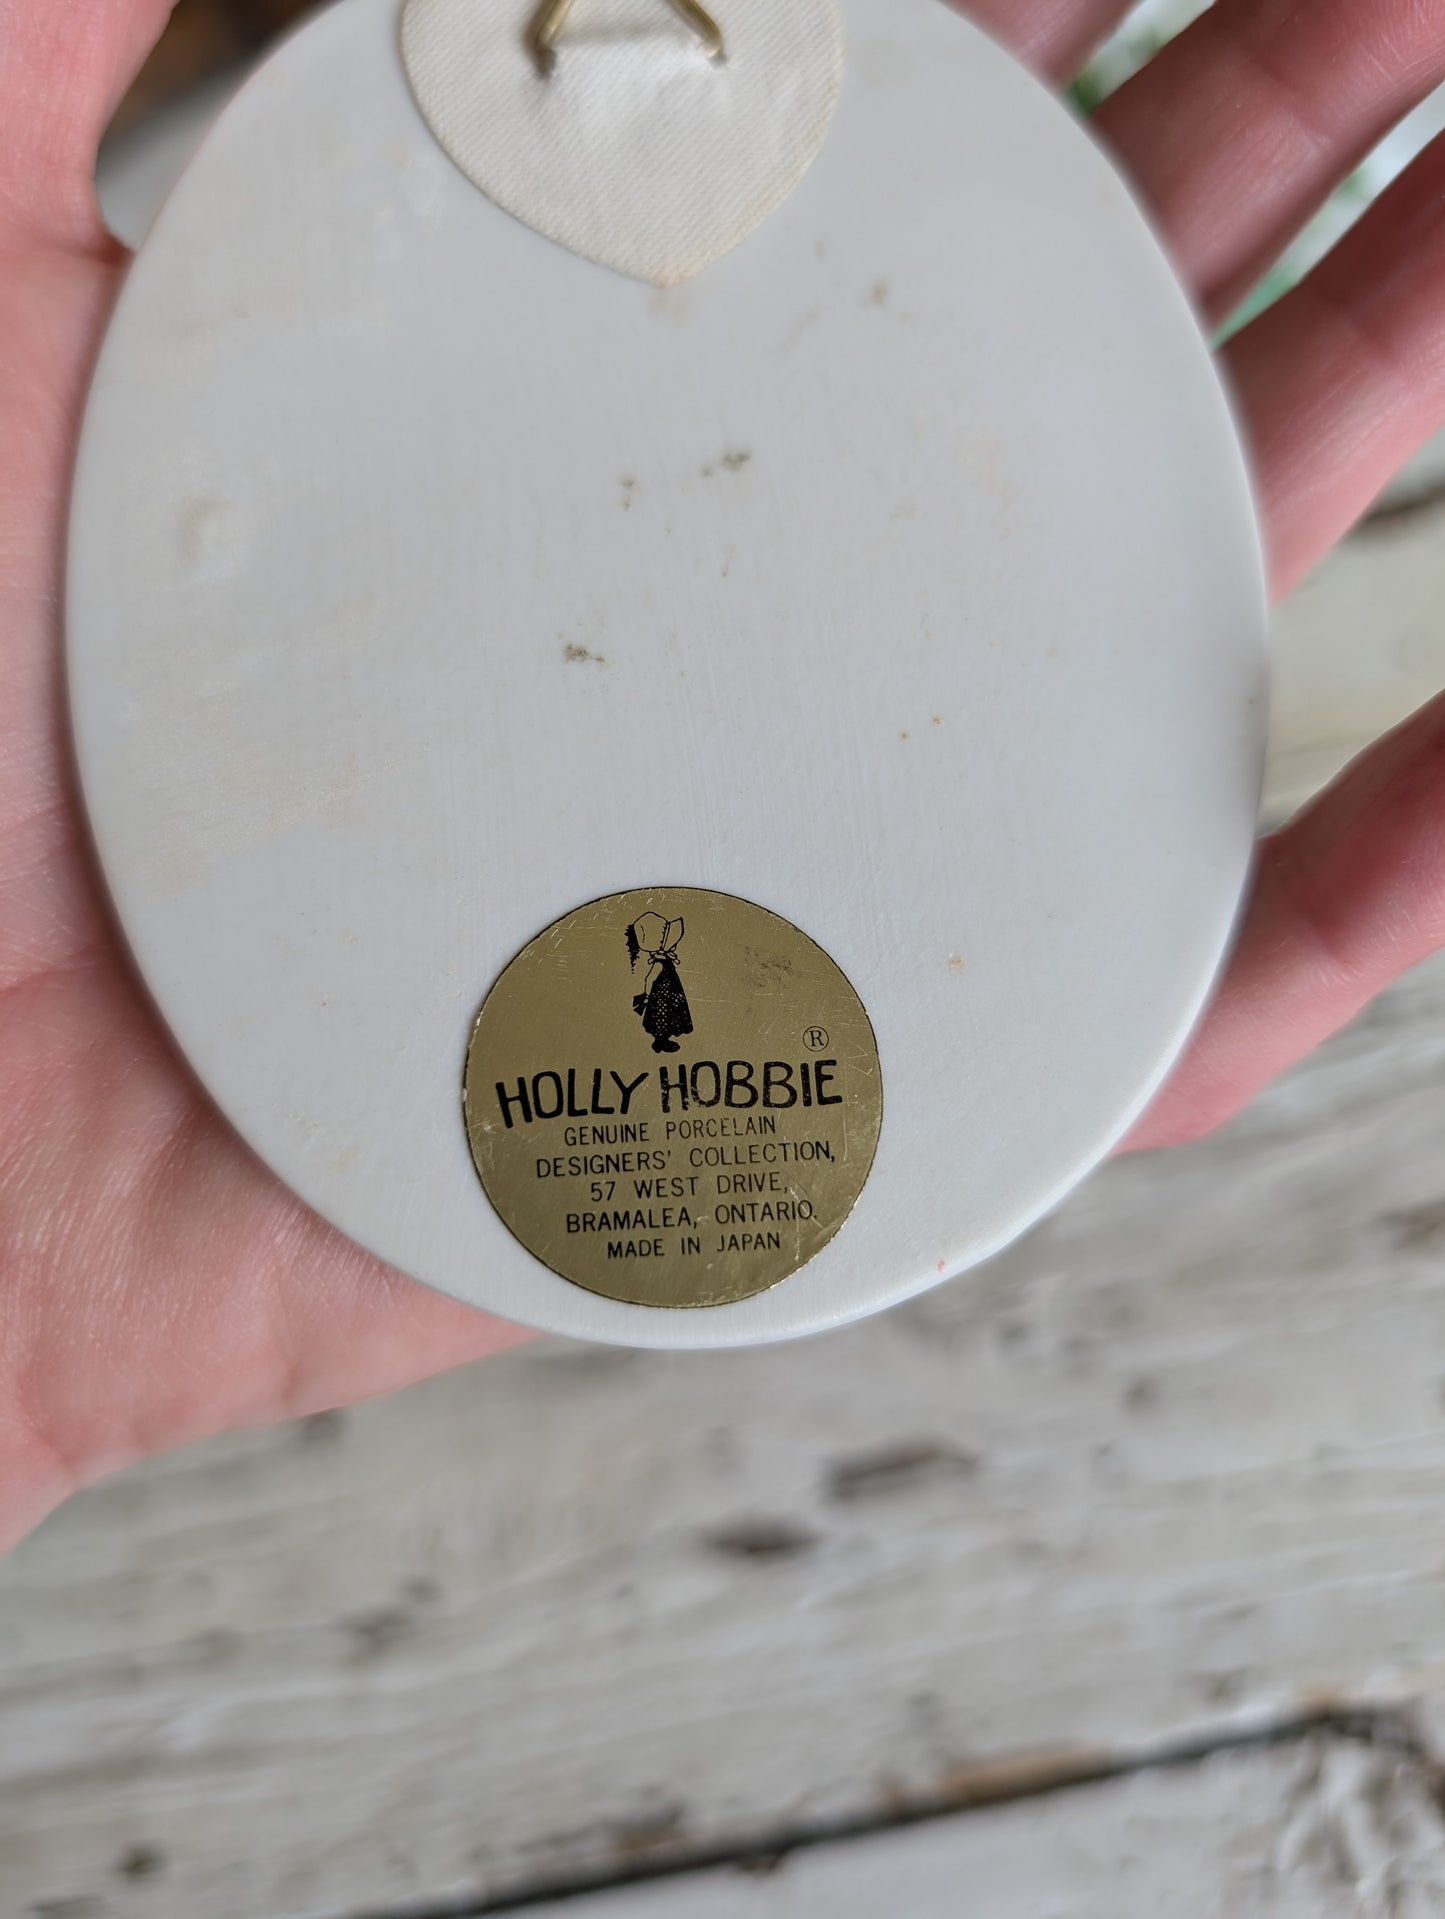 ®
HOLLY HOBBIE
GENUINE PORCELAIN
DESIGNERS' COLLECTION,
57 WEST DRIVE,
BRAMALEA, ONTARIO.
MADE IN JAPAN